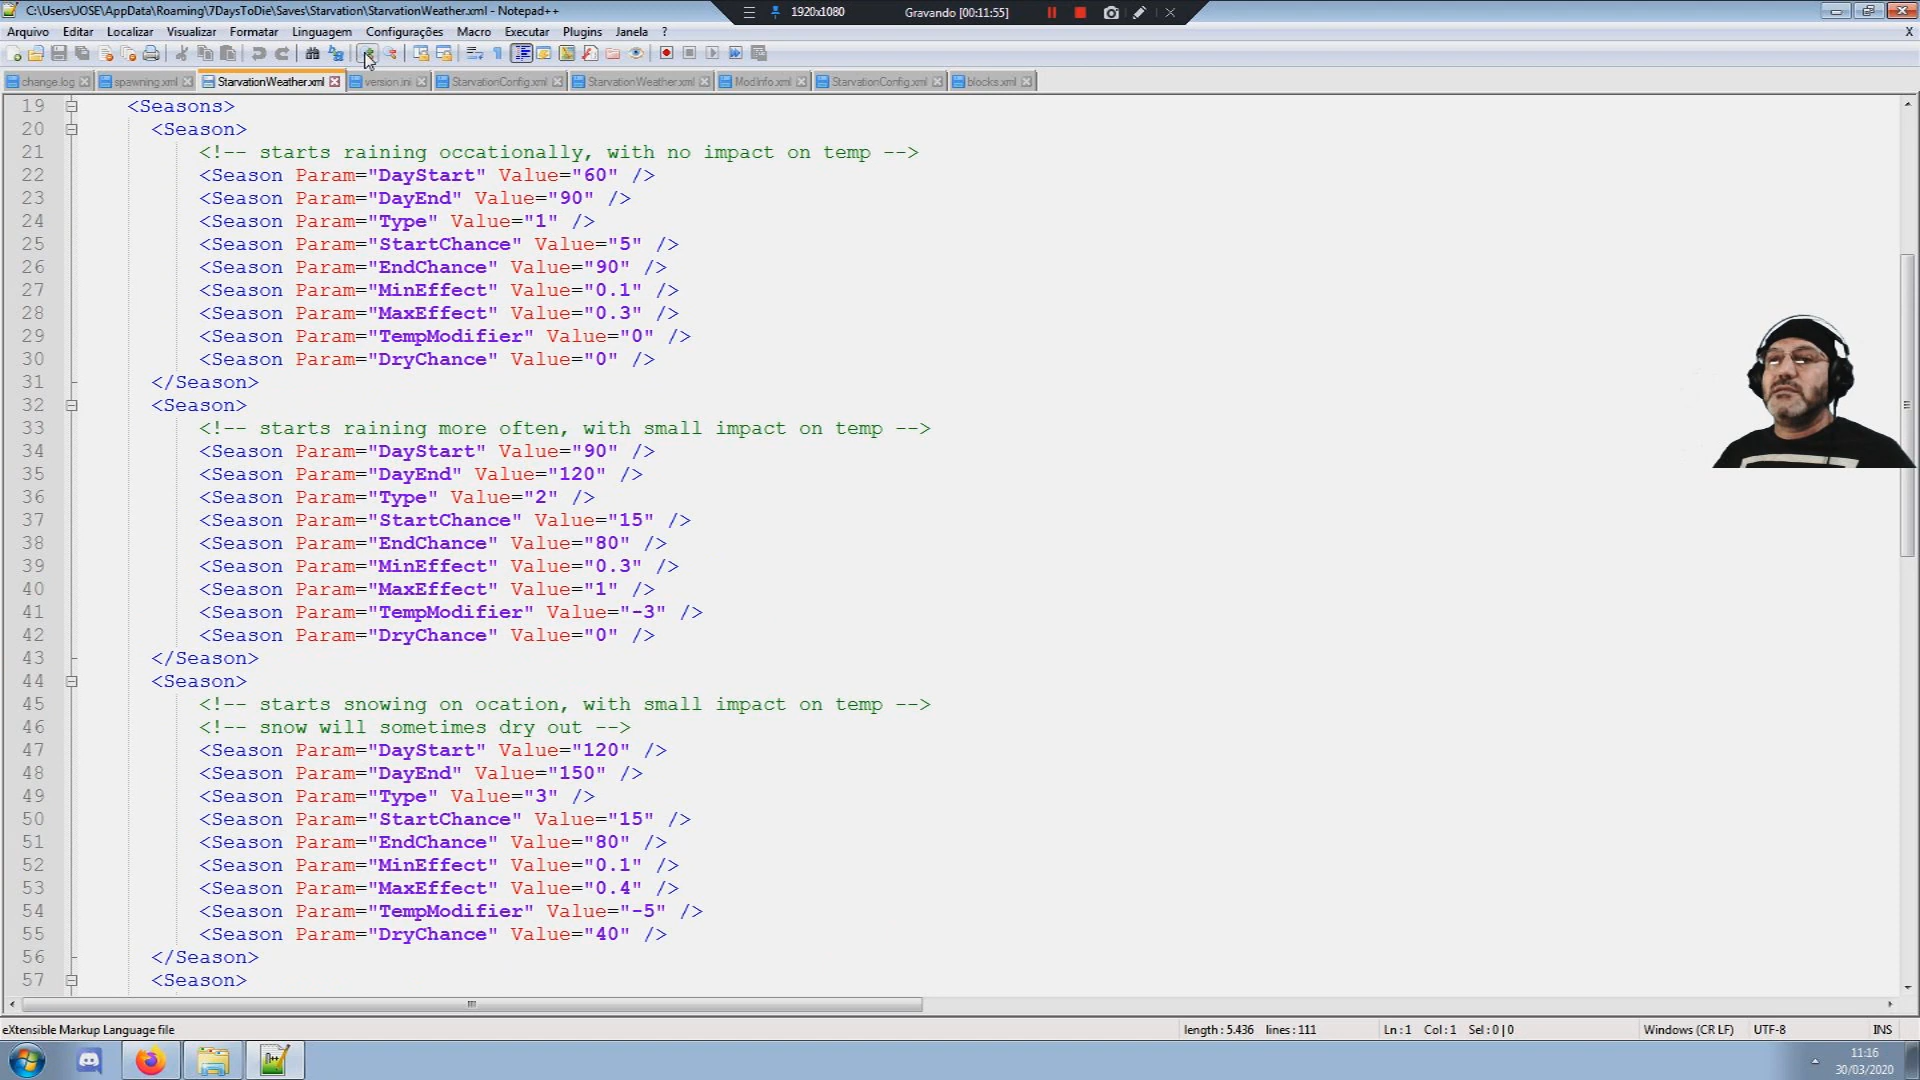 C:\Users\JOSE\AppData\Roaming\7DaysToDie\Saves\Starvation\StarvationWeather.xml - Notepad++
1920x1080
Gravando [00:11:55]
Arquivo Editar Localizar Visualizar Formatar Linguagem Configurações Macro Executar Plugins Janela ?
X
change.log spawning.xml StarvationWeather.xml version.ini StarvationConfig.xml StarvationWeather.xml ModInfo.xml StarvationConfig.xml blocks.xml
19 <Seasons>
20 <Season>
21 <!-- starts raining occationally, with no impact on temp -->
22 <Season Param="DayStart" Value="60" />
23 <Season Param="DayEnd" Value="90" />
24 <Season Param="Type" Value="1" />
25 <Season Param="StartChance" Value="5" />
26 <Season Param="EndChance" Value="90" />
27 <Season Param="MinEffect" Value="0.1" />
28 <Season Param="MaxEffect" Value="0.3" />
29 <Season Param="TempModifier" Value="0" />
30 <Season Param="DryChance" Value="0" />
31 </Season>
32 <Season>
33 <!-- starts raining more often, with small impact on temp -->
34 <Season Param="DayStart" Value="90" />
35 <Season Param="DayEnd" Value="120" />
36 <Season Param="Type" Value="2" />
37 <Season Param="StartChance" Value="15" />
38 <Season Param="EndChance" Value="80" />
39 <Season Param="MinEffect" Value="0.3" />
40 <Season Param="MaxEffect" Value="1" />
41 <Season Param="TempModifier" Value="-3" />
42 <Season Param="DryChance" Value="0" />
43 </Season>
44 <Season>
45 <!-- starts snowing on ocation, with small impact on temp -->
46 <!-- snow will sometimes dry out -->
47 <Season Param="DayStart" Value="120" />
48 <Season Param="DayEnd" Value="150" />
49 <Season Param="Type" Value="3" />
50 <Season Param="StartChance" Value="15" />
51 <Season Param="EndChance" Value="80" />
52 <Season Param="MinEffect" Value="0.1" />
53 <Season Param="MaxEffect" Value="0.4" />
54 <Season Param="TempModifier" Value="-5" />
55 <Season Param="DryChance" Value="40" />
56 </Season>
57 <Season>
eXtensible Markup Language file length : 5.436 lines : 111 Ln : 1 Col : 1 Sel : 0 | 0 Windows (CR LF) UTF-8 INS
11:16
30/03/2020